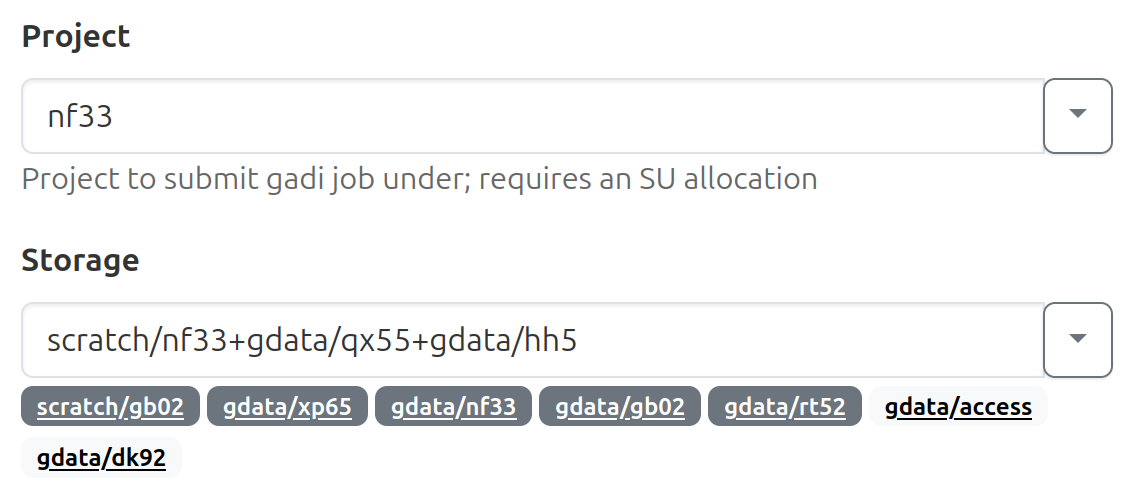 Project
nf33
Project to submit gadi job under; requires an SU allocation
Storage
scratch/nf33+gdata/qx55+gdata/hh5
scratch/gb02 gdata/xp65 gdata/nf33 gdata/gb02 gdata/rt52 gdata/access
gdata/dk92